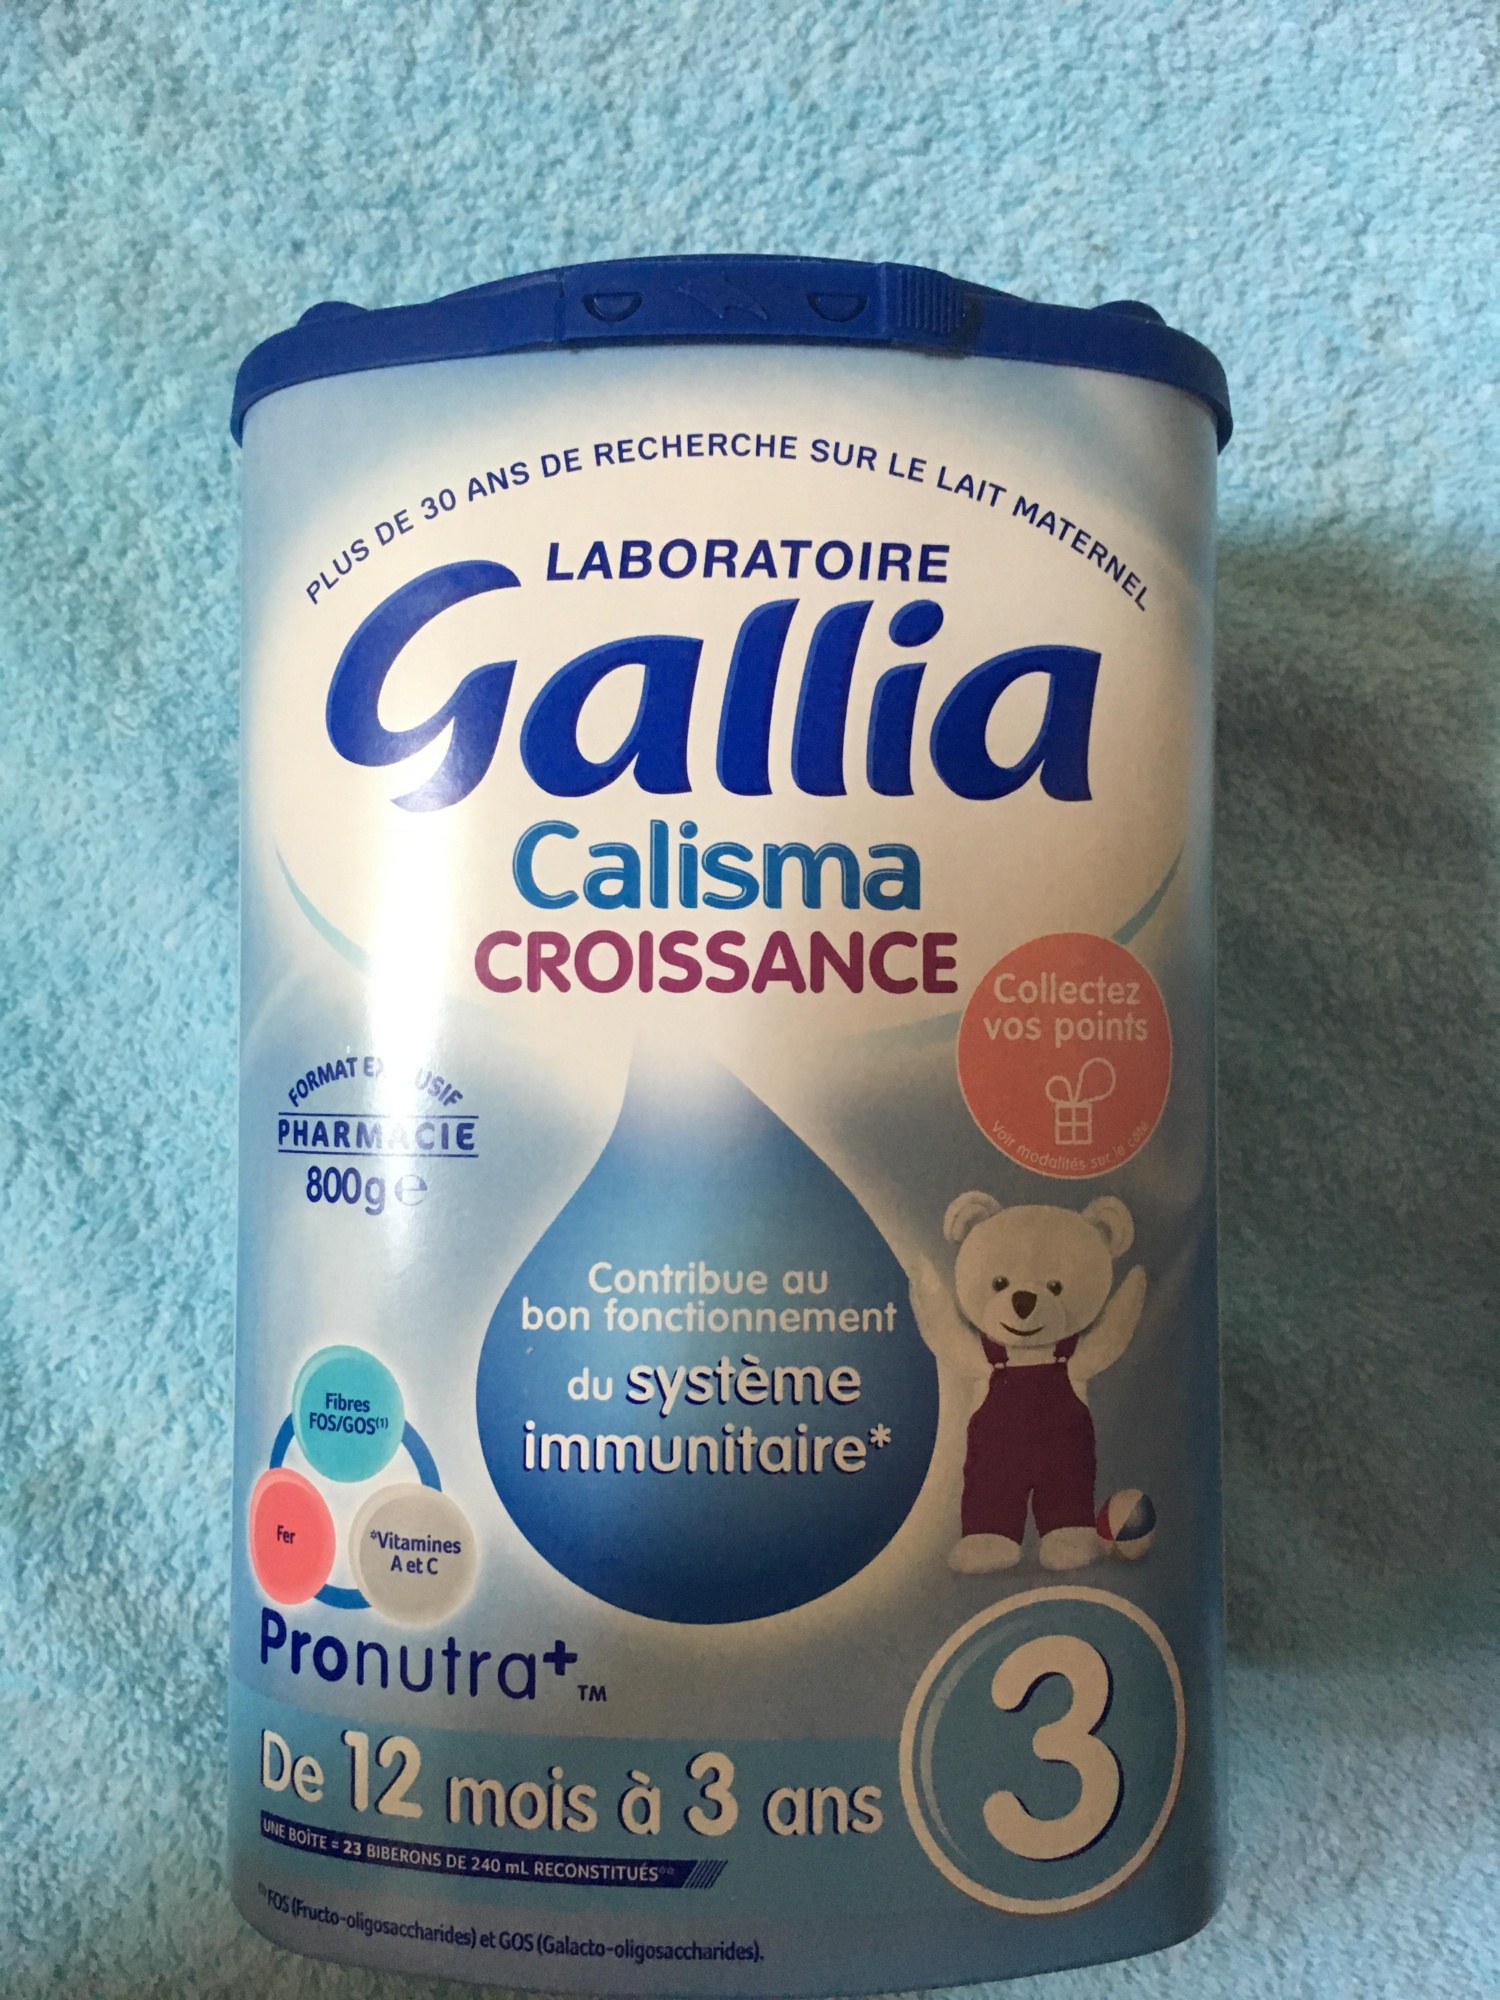 PLUS DE 30 ANS DE RECHERCHE SUR LE LAIT MATERNEL
LABORATOIRE
Gallia
Calisma
CROISSANCE
Collectez
vos points
Voir modalités sur le côté
FORMAT EXCLUSIF
PHARMACIE
800g e
Contribue au
bon fonctionnement
du système
immunitaire*
Fibres
FOS/GOS(1)
Fer
*Vitamines
A et C
Pronutra+™
De 12 mois à 3 ans
3
UNE BOÎTE = 23 BIBERONS DE 240 mL RECONSTITUÉS**
(1) FOS (Fructo-oligosaccharides) et GOS (Galacto-oligosaccharides).